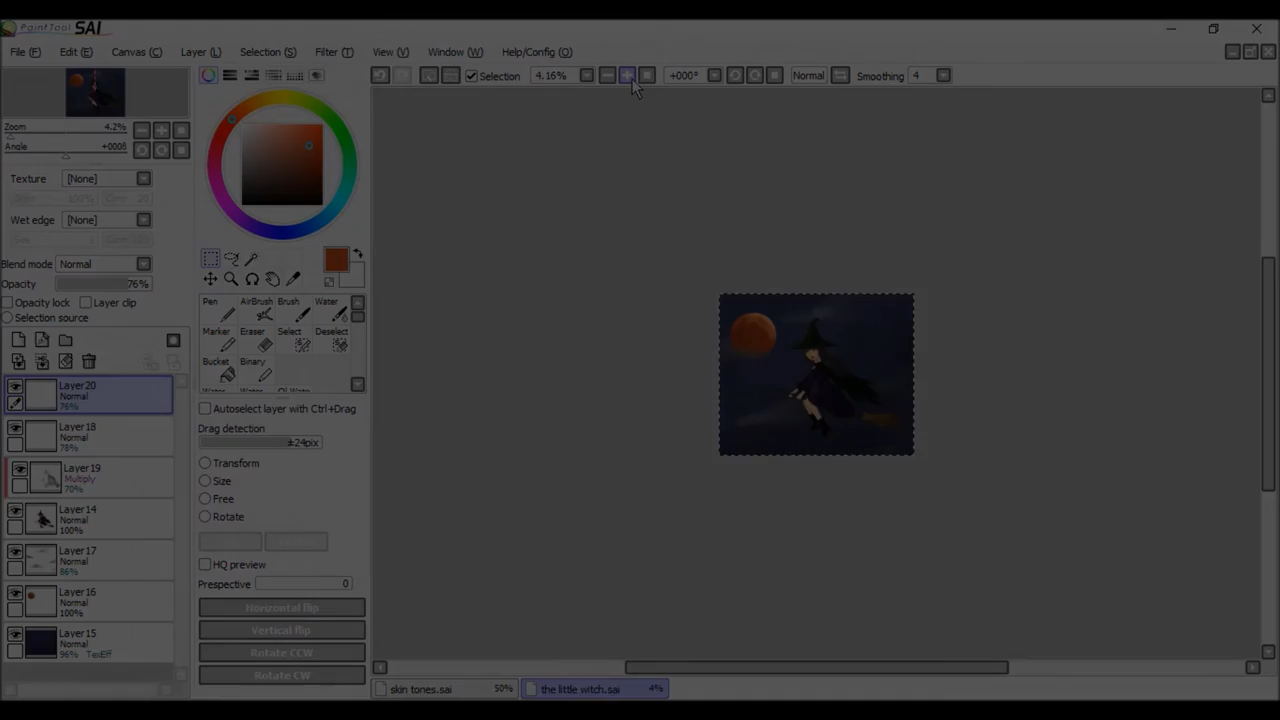 PaintTool SAI
File (F) Edit (E) Canvas (C) Layer (L) Selection (S) Filter (T) View (V) Window (W) Help/Config (O)
Selection 4.16% +000° Normal Smoothing 4
Zoom 4.2%
Angle +000
Texture [None]
Wet edge [None]
Blend mode Normal
Opacity 76%
Opacity lock Layer clip
Selection source
Layer20
Normal
76%
Layer18
Normal
78%
Layer19
Multiply
70%
Layer14
Normal
100%
Layer17
Normal
86%
Layer16
Normal
100%
Layer15
Normal
96% TexEff
Pen AirBrush Brush Water
Marker Eraser Select Deselect
Bucket Binary
Autoselect layer with Ctrl+Drag
Drag detection
±24pix
Transform
Size
Free
Rotate
HQ preview
Perspective 0
Horizontal flip
Vertical flip
Rotate CCW
Rotate CW
skin tones.sai 50% the little witch.sai 4%